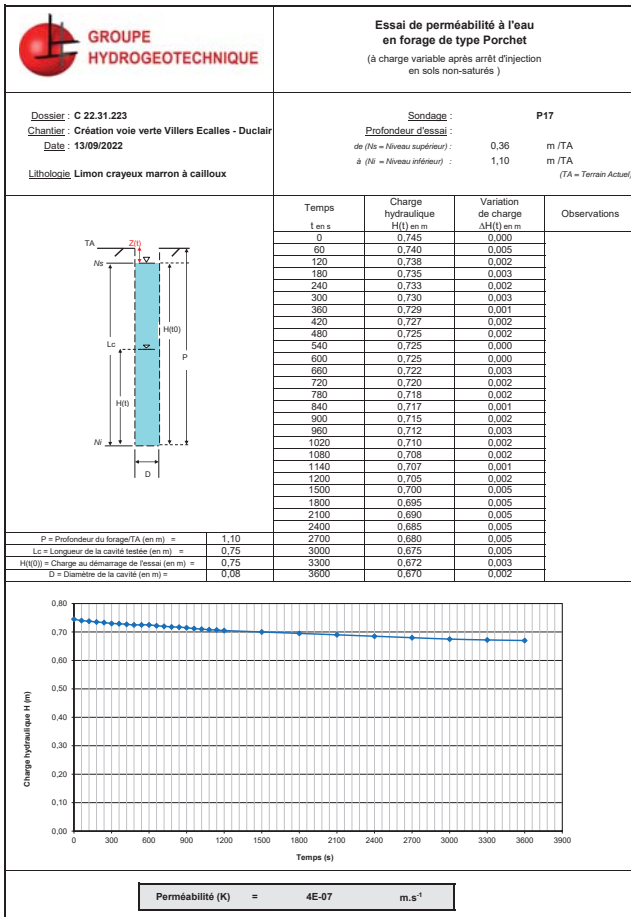 GROUPE
HYDROGEOTECHNIQUE
Essai de perméabilité à l'eau
en forage de type Porchet
(à charge variable après arrêt d'injection
en sols non-saturés )
Dossier : C 22.31.223
Chantier : Création voie verte Villers Ecalles - Duclair
Date : 13/09/2022
Lithologie Limon crayeux marron à cailloux
Sondage : P17
Profondeur d'essai :
de (Ns = Niveau supérieur) : 0,36 m /TA
à (Ni = Niveau inférieur) : 1,10 m /TA
(TA = Terrain Actuel)
Temps Charge Variation Observations
hydraulique de charge
t en s H(t) en m ΔH(t) en m
0 0,745 0,000
60 0,740 0,005
120 0,738 0,002
180 0,735 0,003
240 0,733 0,002
300 0,730 0,003
360 0,729 0,001
420 0,727 0,002
480 0,725 0,002
540 0,725 0,000
600 0,725 0,000
660 0,722 0,003
720 0,720 0,002
780 0,718 0,002
840 0,717 0,001
900 0,715 0,002
960 0,712 0,003
1020 0,710 0,002
1080 0,708 0,002
1140 0,707 0,001
1200 0,705 0,002
1500 0,700 0,005
1800 0,695 0,005
2100 0,690 0,005
2400 0,685 0,005
2700 0,680 0,005
3000 0,675 0,005
3300 0,672 0,003
3600 0,670 0,002
TA Z(t)
Ns
H(t0)
Lc
P
H(t)
Ni
D
P = Profondeur du forage/TA (en m) = 1,10
Lc = Longueur de la cavité testée (en m) = 0,75
H(t(0)) = Charge au démarrage de l'essai (en m) = 0,75
D = Diamètre de la cavité (en m) = 0,08
Charge hydraulique H (m)
0,80
0,70
0,60
0,50
0,40
0,30
0,20
0,10
0,00
0 300 600 900 1200 1500 1800 2100 2400 2700 3000 3300 3600 3900
Temps (s)
Perméabilité (K) = 4E-07 m.s⁻¹